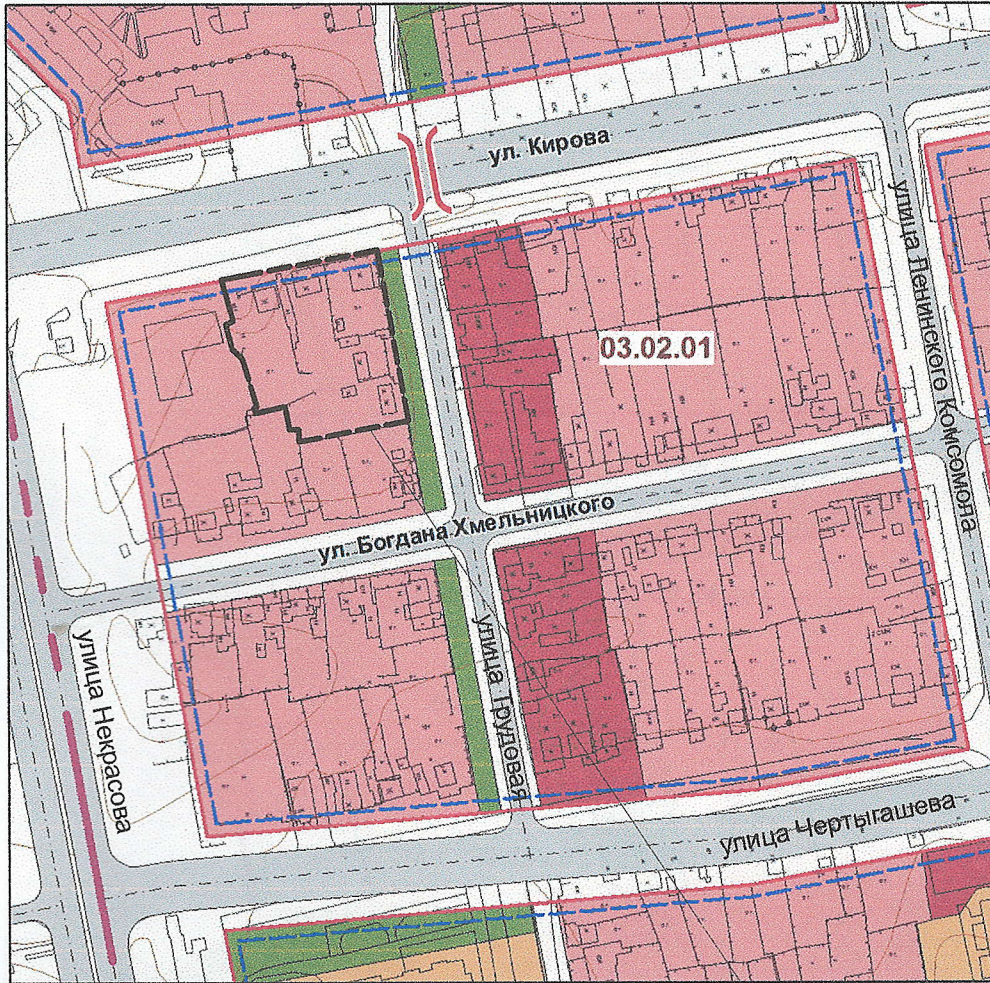 ул. Кирова
улица Ленинского Комсомола
03.02.01
ул. Богдана Хмельницкого
улица Некрасова
улица Трудовая
улица Чертыгашева